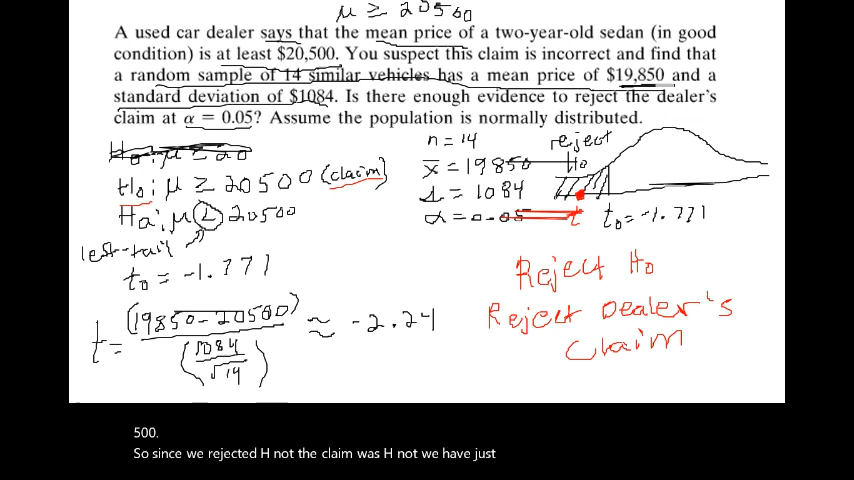 μ ≥ 20500
A used car dealer says that the mean price of a two-year-old sedan (in good
condition) is at least $20,500. You suspect this claim is incorrect and find that
a random sample of 14 similar vehicles has a mean price of $19,850 and a
standard deviation of $1084. Is there enough evidence to reject the dealer's
claim at α = 0.05? Assume the population is normally distributed.
H₀: μ ≥ 20
H₀: μ ≥ 20500 (claim)
Ha: μ < 20500
left-tail
t₀ = -1.771
t = (19850-20500) / (1084/√14) ≈ -2.24
n = 14
x̄ = 19850
s = 1084
α = 0.05
reject
H₀
t
t₀ = -1.771
Reject H₀
Reject Dealer's
Claim
500.
So since we rejected H not the claim was H not we have just